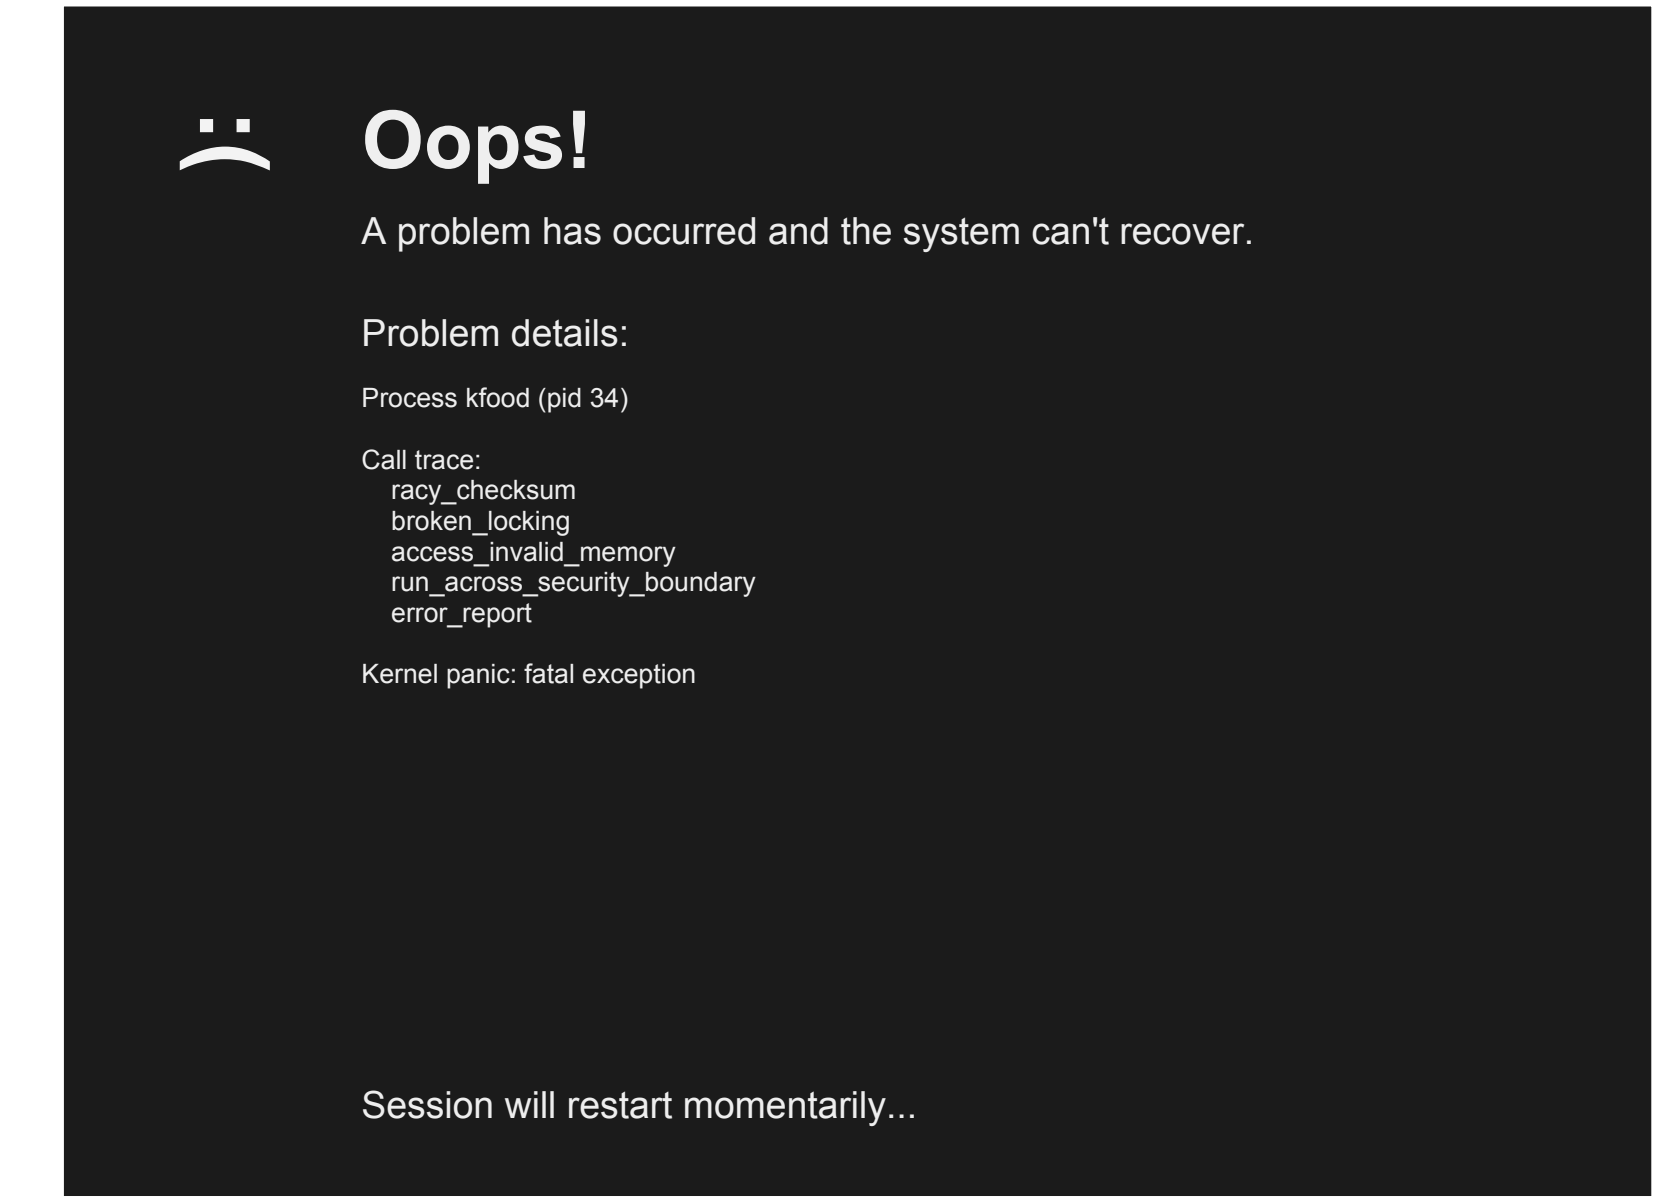 Oops!
A problem has occurred and the system can't recover.
Problem details:
Process kfood (pid 34)
Call trace:
racy_checksum
broken_locking
access_invalid_memory
run_across_security_boundary
error_report
Kernel panic: fatal exception
Session will restart momentarily...